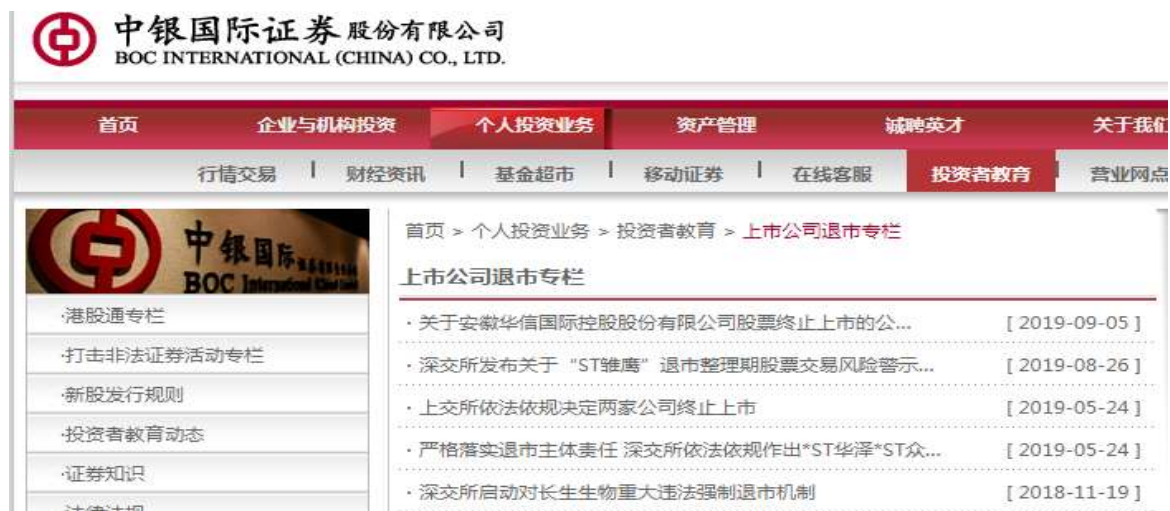 中银国际证券股份有限公司
BOC INTERNATIONAL (CHINA) CO., LTD.
首页 企业与机构投资 个人投资业务 资产管理 诚聘英才 关于我们
行情交易 | 财经资讯 | 基金超市 | 移动证券 | 在线客服 投资者教育 | 营业网点
中银国际
BOC International
首页 > 个人投资业务 > 投资者教育 > 上市公司退市专栏
上市公司退市专栏
·港股通专栏
·打击非法证券活动专栏
·新股发行规则
·投资者教育动态
·证券知识
·法律法规
· 关于安徽华信国际控股股份有限公司股票终止上市的公... [ 2019-09-05 ]
· 深交所发布关于“ST雏鹰”退市整理期股票交易风险警示... [ 2019-08-26 ]
· 上交所依法依规决定两家公司终止上市 [ 2019-05-24 ]
· 严格落实退市主体责任 深交所依法依规作出*ST华泽*ST众... [ 2019-05-24 ]
· 深交所启动对长生生物重大违法强制退市机制 [ 2018-11-19 ]